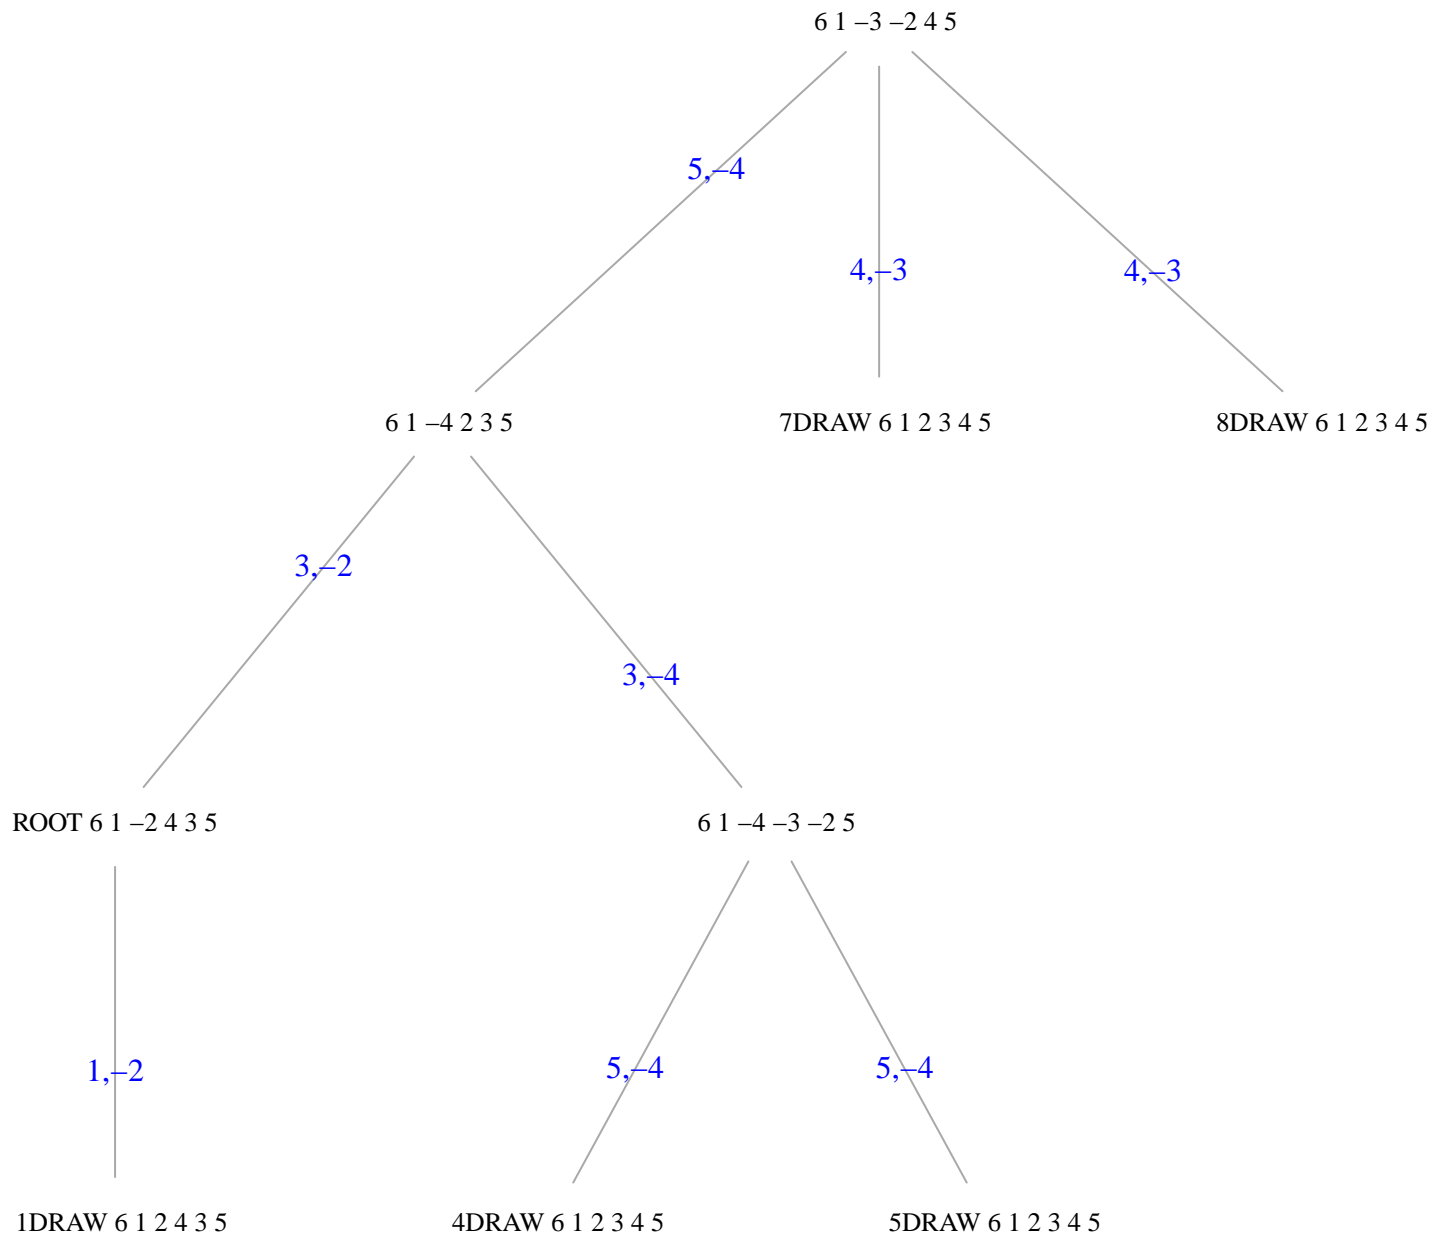 6 1 –3 –2 4 5
5,–4
4,–3
4,–3
6 1 –4 2 3 5
7DRAW 6 1 2 3 4 5
8DRAW 6 1 2 3 4 5
3,–2
3,–4
ROOT 6 1 –2 4 3 5
6 1 –4 –3 –2 5
1,–2
5,–4
5,–4
1DRAW 6 1 2 4 3 5
4DRAW 6 1 2 3 4 5
5DRAW 6 1 2 3 4 5